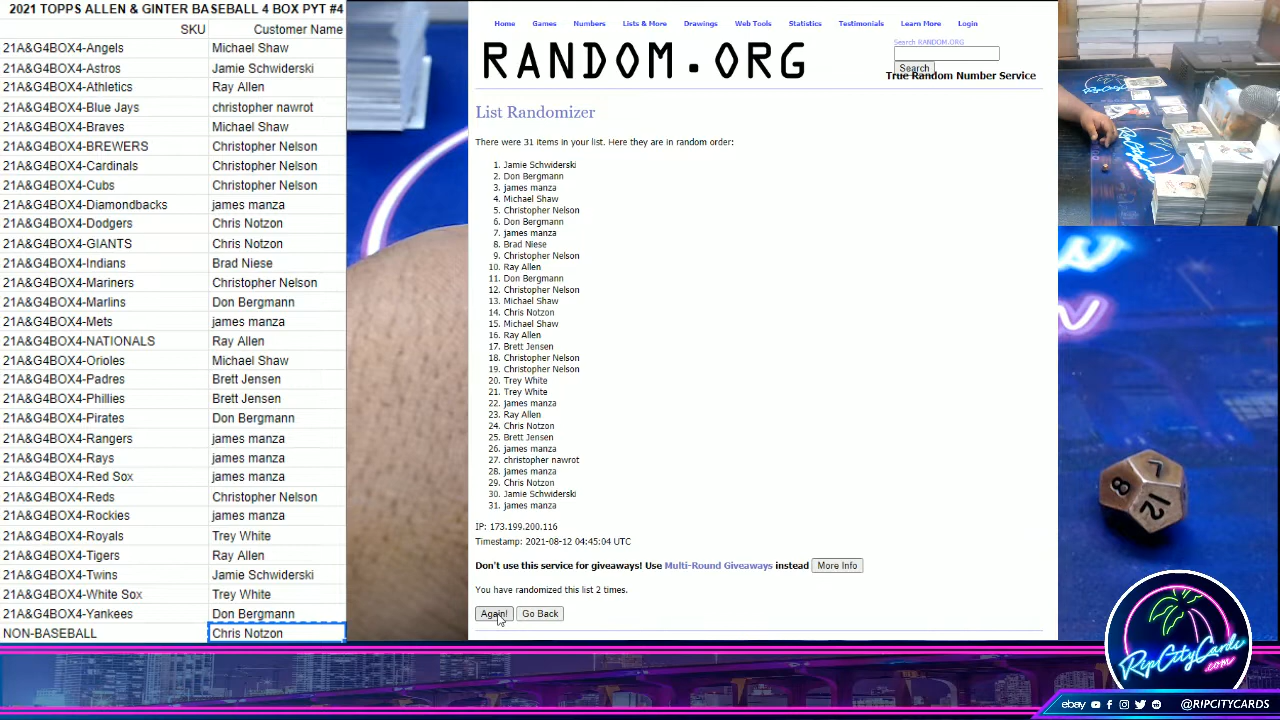 2021 TOPPS ALLEN & GINTER BASEBALL 4 BOX PYT #4
SKU Customer Name
21A&G4BOX4-Angels Michael Shaw
21A&G4BOX4-Astros Jamie Schwiderski
21A&G4BOX4-Athletics Ray Allen
21A&G4BOX4-Blue Jays christopher nawrot
21A&G4BOX4-Braves Michael Shaw
21A&G4BOX4-BREWERS Christopher Nelson
21A&G4BOX4-Cardinals Christopher Nelson
21A&G4BOX4-Cubs Christopher Nelson
21A&G4BOX4-Diamondbacks james manza
21A&G4BOX4-Dodgers Chris Notzon
21A&G4BOX4-GIANTS Chris Notzon
21A&G4BOX4-Indians Brad Niese
21A&G4BOX4-Mariners Christopher Nelson
21A&G4BOX4-Marlins Don Bergmann
21A&G4BOX4-Mets james manza
21A&G4BOX4-NATIONALS Ray Allen
21A&G4BOX4-Orioles Michael Shaw
21A&G4BOX4-Padres Brett Jensen
21A&G4BOX4-Phillies Brett Jensen
21A&G4BOX4-Pirates Don Bergmann
21A&G4BOX4-Rangers james manza
21A&G4BOX4-Rays james manza
21A&G4BOX4-Red Sox james manza
21A&G4BOX4-Reds Christopher Nelson
21A&G4BOX4-Rockies james manza
21A&G4BOX4-Royals Trey White
21A&G4BOX4-Tigers Ray Allen
21A&G4BOX4-Twins Jamie Schwiderski
21A&G4BOX4-White Sox Trey White
21A&G4BOX4-Yankees Don Bergmann
NON-BASEBALL Chris Notzon
Home Games Numbers Lists & More Drawings Web Tools Statistics Testimonials Learn More Login
RANDOM.ORG
Search RANDOM.ORG
Search
True Random Number Service
List Randomizer
There were 31 items in your list. Here they are in random order:
1. Jamie Schwiderski
2. Don Bergmann
3. james manza
4. Michael Shaw
5. Christopher Nelson
6. Don Bergmann
7. james manza
8. Brad Niese
9. Christopher Nelson
10. Ray Allen
11. Don Bergmann
12. Christopher Nelson
13. Michael Shaw
14. Chris Notzon
15. Michael Shaw
16. Ray Allen
17. Brett Jensen
18. Christopher Nelson
19. Christopher Nelson
20. Trey White
21. Trey White
22. james manza
23. Ray Allen
24. Chris Notzon
25. Brett Jensen
26. james manza
27. christopher nawrot
28. james manza
29. Chris Notzon
30. Jamie Schwiderski
31. james manza
IP: 173.199.200.116
Timestamp: 2021-08-12 04:45:04 UTC
Don't use this service for giveaways! Use Multi-Round Giveaways instead More Info
You have randomized this list 2 times.
Again! Go Back
7
8
12
RipCityCards
.com
ebay @RIPCITYCARDS